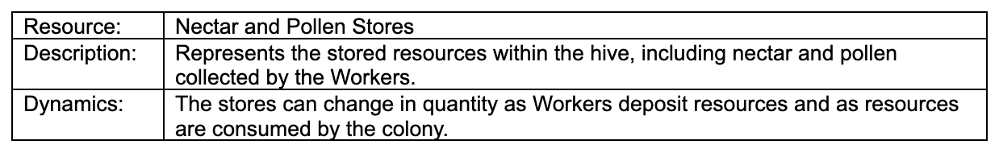 Resource: Nectar and Pollen Stores
Description: Represents the stored resources within the hive, including nectar and pollen
collected by the Workers.
Dynamics: The stores can change in quantity as Workers deposit resources and as resources
are consumed by the colony.